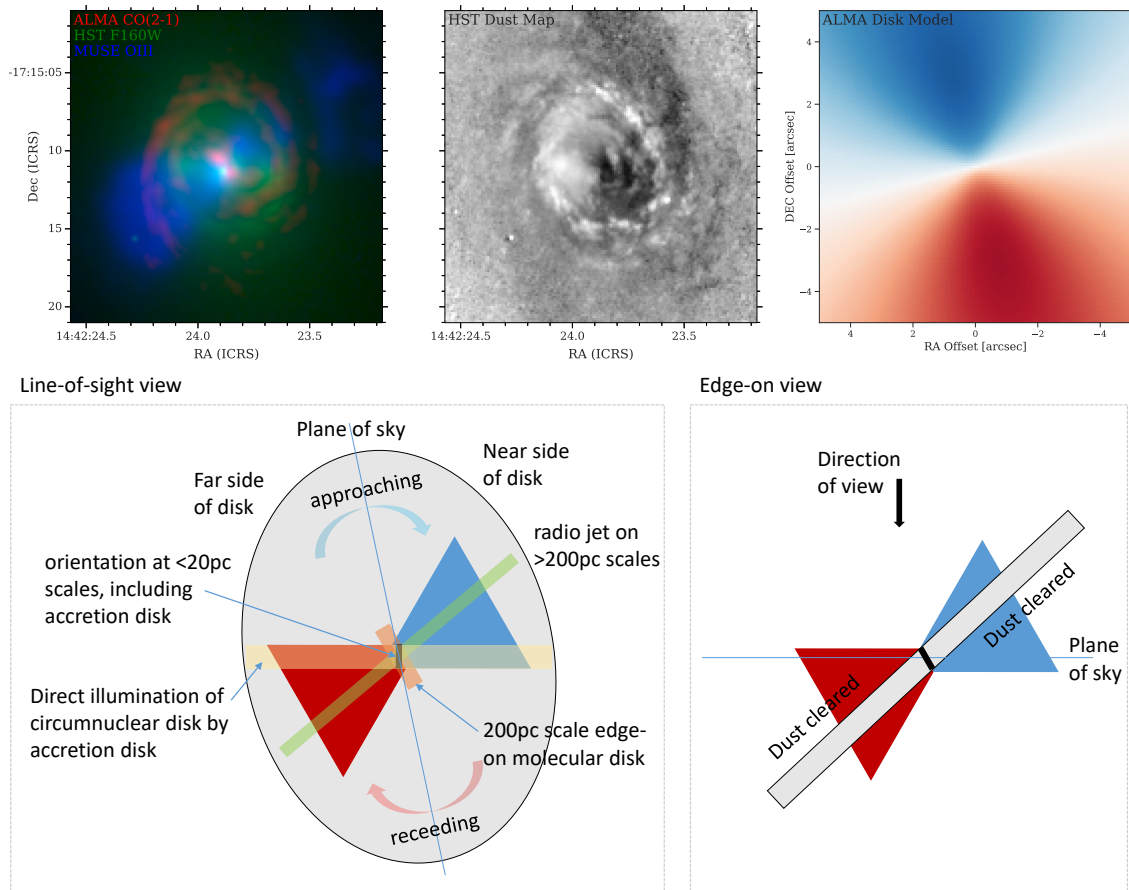 ALMA CO(2-1)
HST F160W
MUSE OIII
-17:15:05
10
15
20
Dec (ICRS)
14:42:24.5
24.0
23.5
RA (ICRS)
HST Dust Map
14:42:24.5
24.0
23.5
RA (ICRS)
ALMA Disk Model
4
2
0
−2
−4
DEC Offset [arcsec]
4
2
0
−2
−4
RA Offset [arcsec]
Line-of-sight view
Plane of sky
Far side
of disk
approaching
Near side
of disk
orientation at <20pc
scales, including
accretion disk
radio jet on
>200pc scales
Direct illumination of
circumnuclear disk by
accretion disk
200pc scale edge-
on molecular disk
receeding
Edge-on view
Direction
of view
Dust cleared
Dust cleared
Plane
of sky